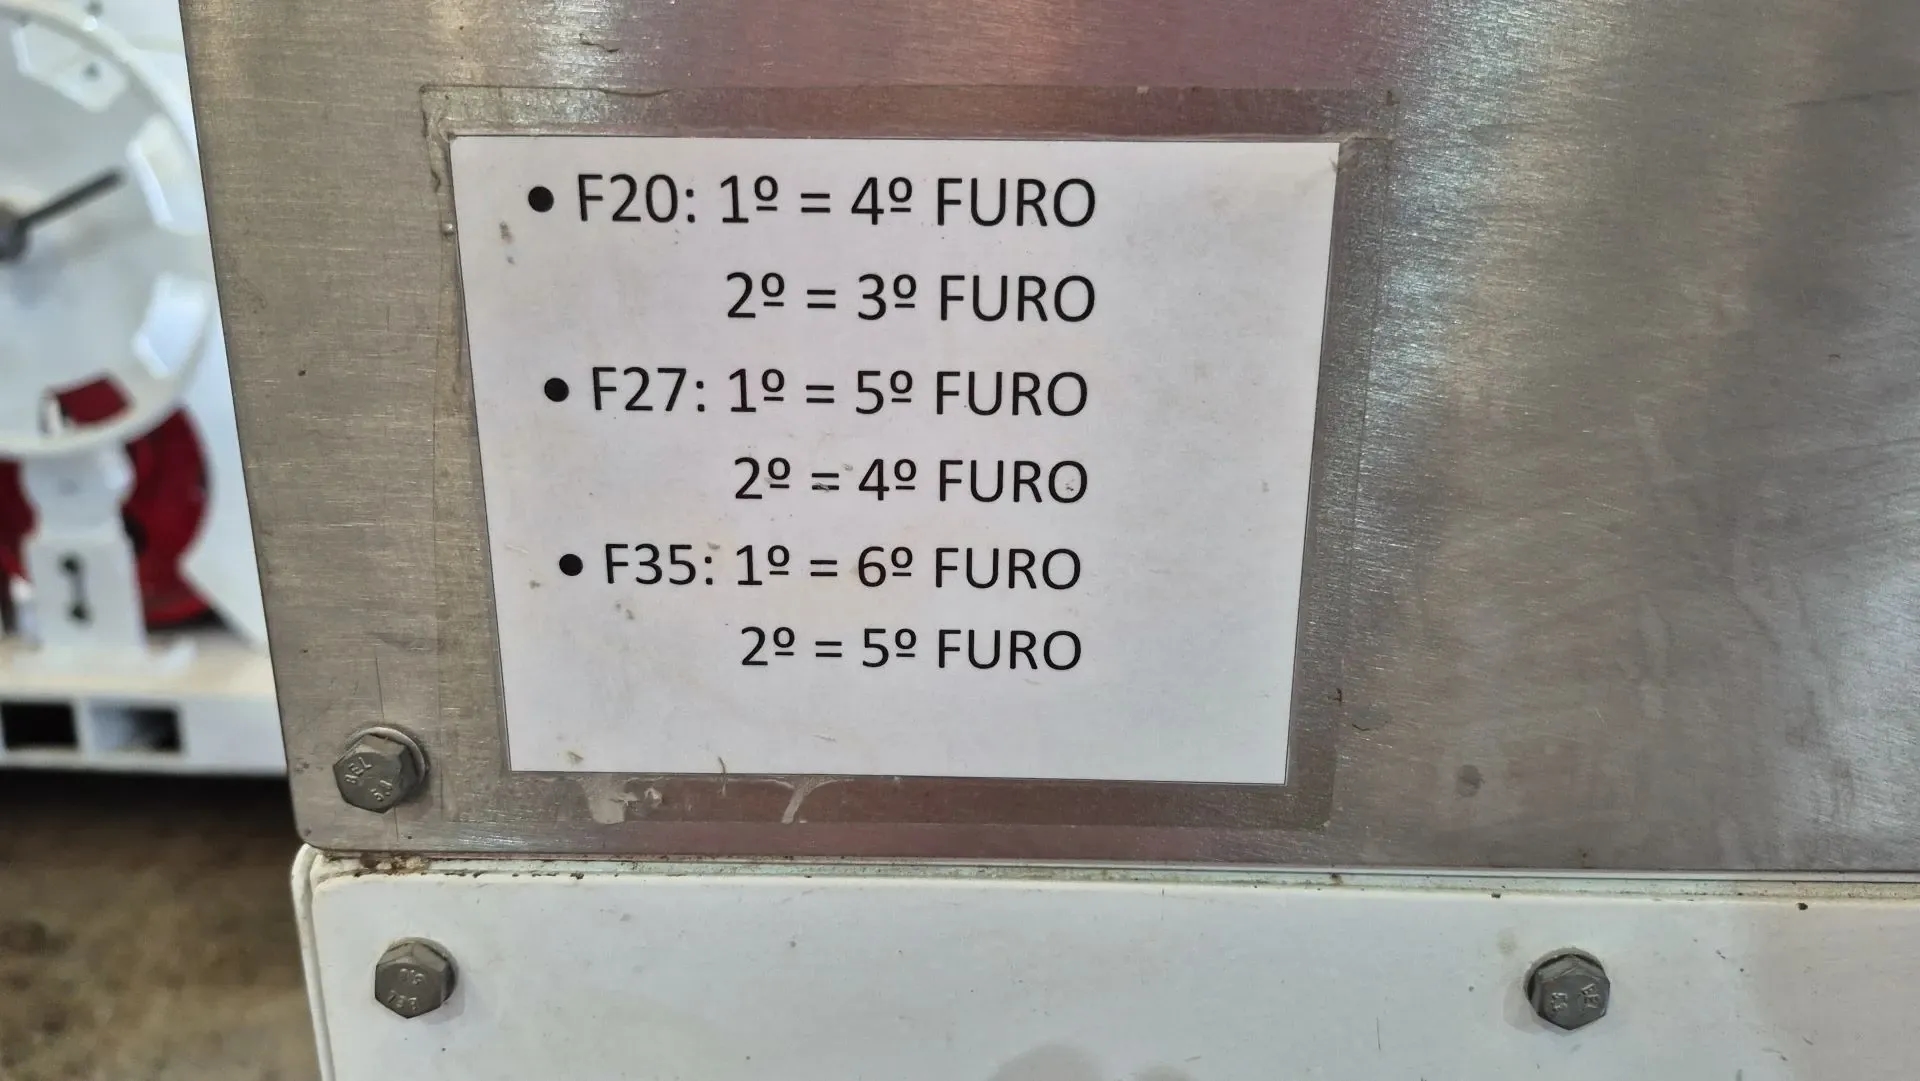 • F20: 1º = 4º FURO
2º = 3º FURO
• F27: 1º = 5º FURO
2º = 4º FURO
• F35: 1º = 6º FURO
2º = 5º FURO
1